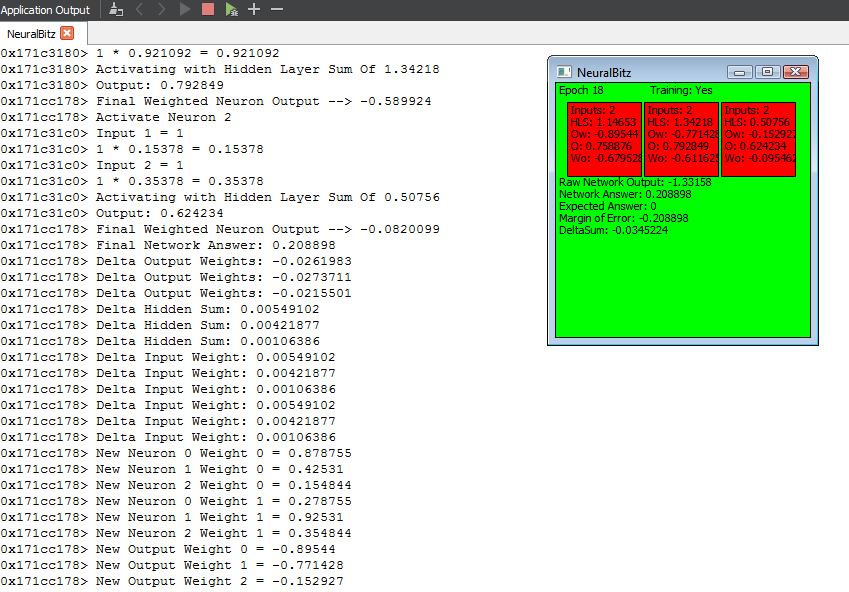 Application Output
NeuralBitz
0x171c3180> 1 * 0.921092 = 0.921092
0x171c3180> Activating with Hidden Layer Sum Of 1.34218
0x171c3180> Output: 0.792849
0x171cc178> Final Weighted Neuron Output --> -0.589924
0x171cc178> Activate Neuron 2
0x171c31c0> Input 1 = 1
0x171c31c0> 1 * 0.15378 = 0.15378
0x171c31c0> Input 2 = 1
0x171c31c0> 1 * 0.35378 = 0.35378
0x171c31c0> Activating with Hidden Layer Sum Of 0.50756
0x171c31c0> Output: 0.624234
0x171cc178> Final Weighted Neuron Output --> -0.0820099
0x171cc178> Final Network Answer: 0.208898
0x171cc178> Delta Output Weights: -0.0261983
0x171cc178> Delta Output Weights: -0.0273711
0x171cc178> Delta Output Weights: -0.0215501
0x171cc178> Delta Hidden Sum: 0.00549102
0x171cc178> Delta Hidden Sum: 0.00421877
0x171cc178> Delta Hidden Sum: 0.00106386
0x171cc178> Delta Input Weight: 0.00549102
0x171cc178> Delta Input Weight: 0.00421877
0x171cc178> Delta Input Weight: 0.00106386
0x171cc178> Delta Input Weight: 0.00549102
0x171cc178> Delta Input Weight: 0.00421877
0x171cc178> Delta Input Weight: 0.00106386
0x171cc178> New Neuron 0 Weight 0 = 0.878755
0x171cc178> New Neuron 1 Weight 0 = 0.42531
0x171cc178> New Neuron 2 Weight 0 = 0.154844
0x171cc178> New Neuron 0 Weight 1 = 0.278755
0x171cc178> New Neuron 1 Weight 1 = 0.92531
0x171cc178> New Neuron 2 Weight 1 = 0.354844
0x171cc178> New Output Weight 0 = -0.89544
0x171cc178> New Output Weight 1 = -0.771428
0x171cc178> New Output Weight 2 = -0.152927
NeuralBitz
Epoch 18 Training: Yes
Inputs: 2
HLS: 1.14653
Ow: -0.89544
O: 0.758876
Wo: -0.679528
Inputs: 2
HLS: 1.34218
Ow: -0.771428
O: 0.792849
Wo: -0.611625
Inputs: 2
HLS: 0.50756
Ow: -0.152927
O: 0.624234
Wo: -0.095462
Raw Network Output: -1.33158
Network Answer: 0.208898
Expected Answer: 0
Margin of Error: -0.208898
DeltaSum: -0.0345224